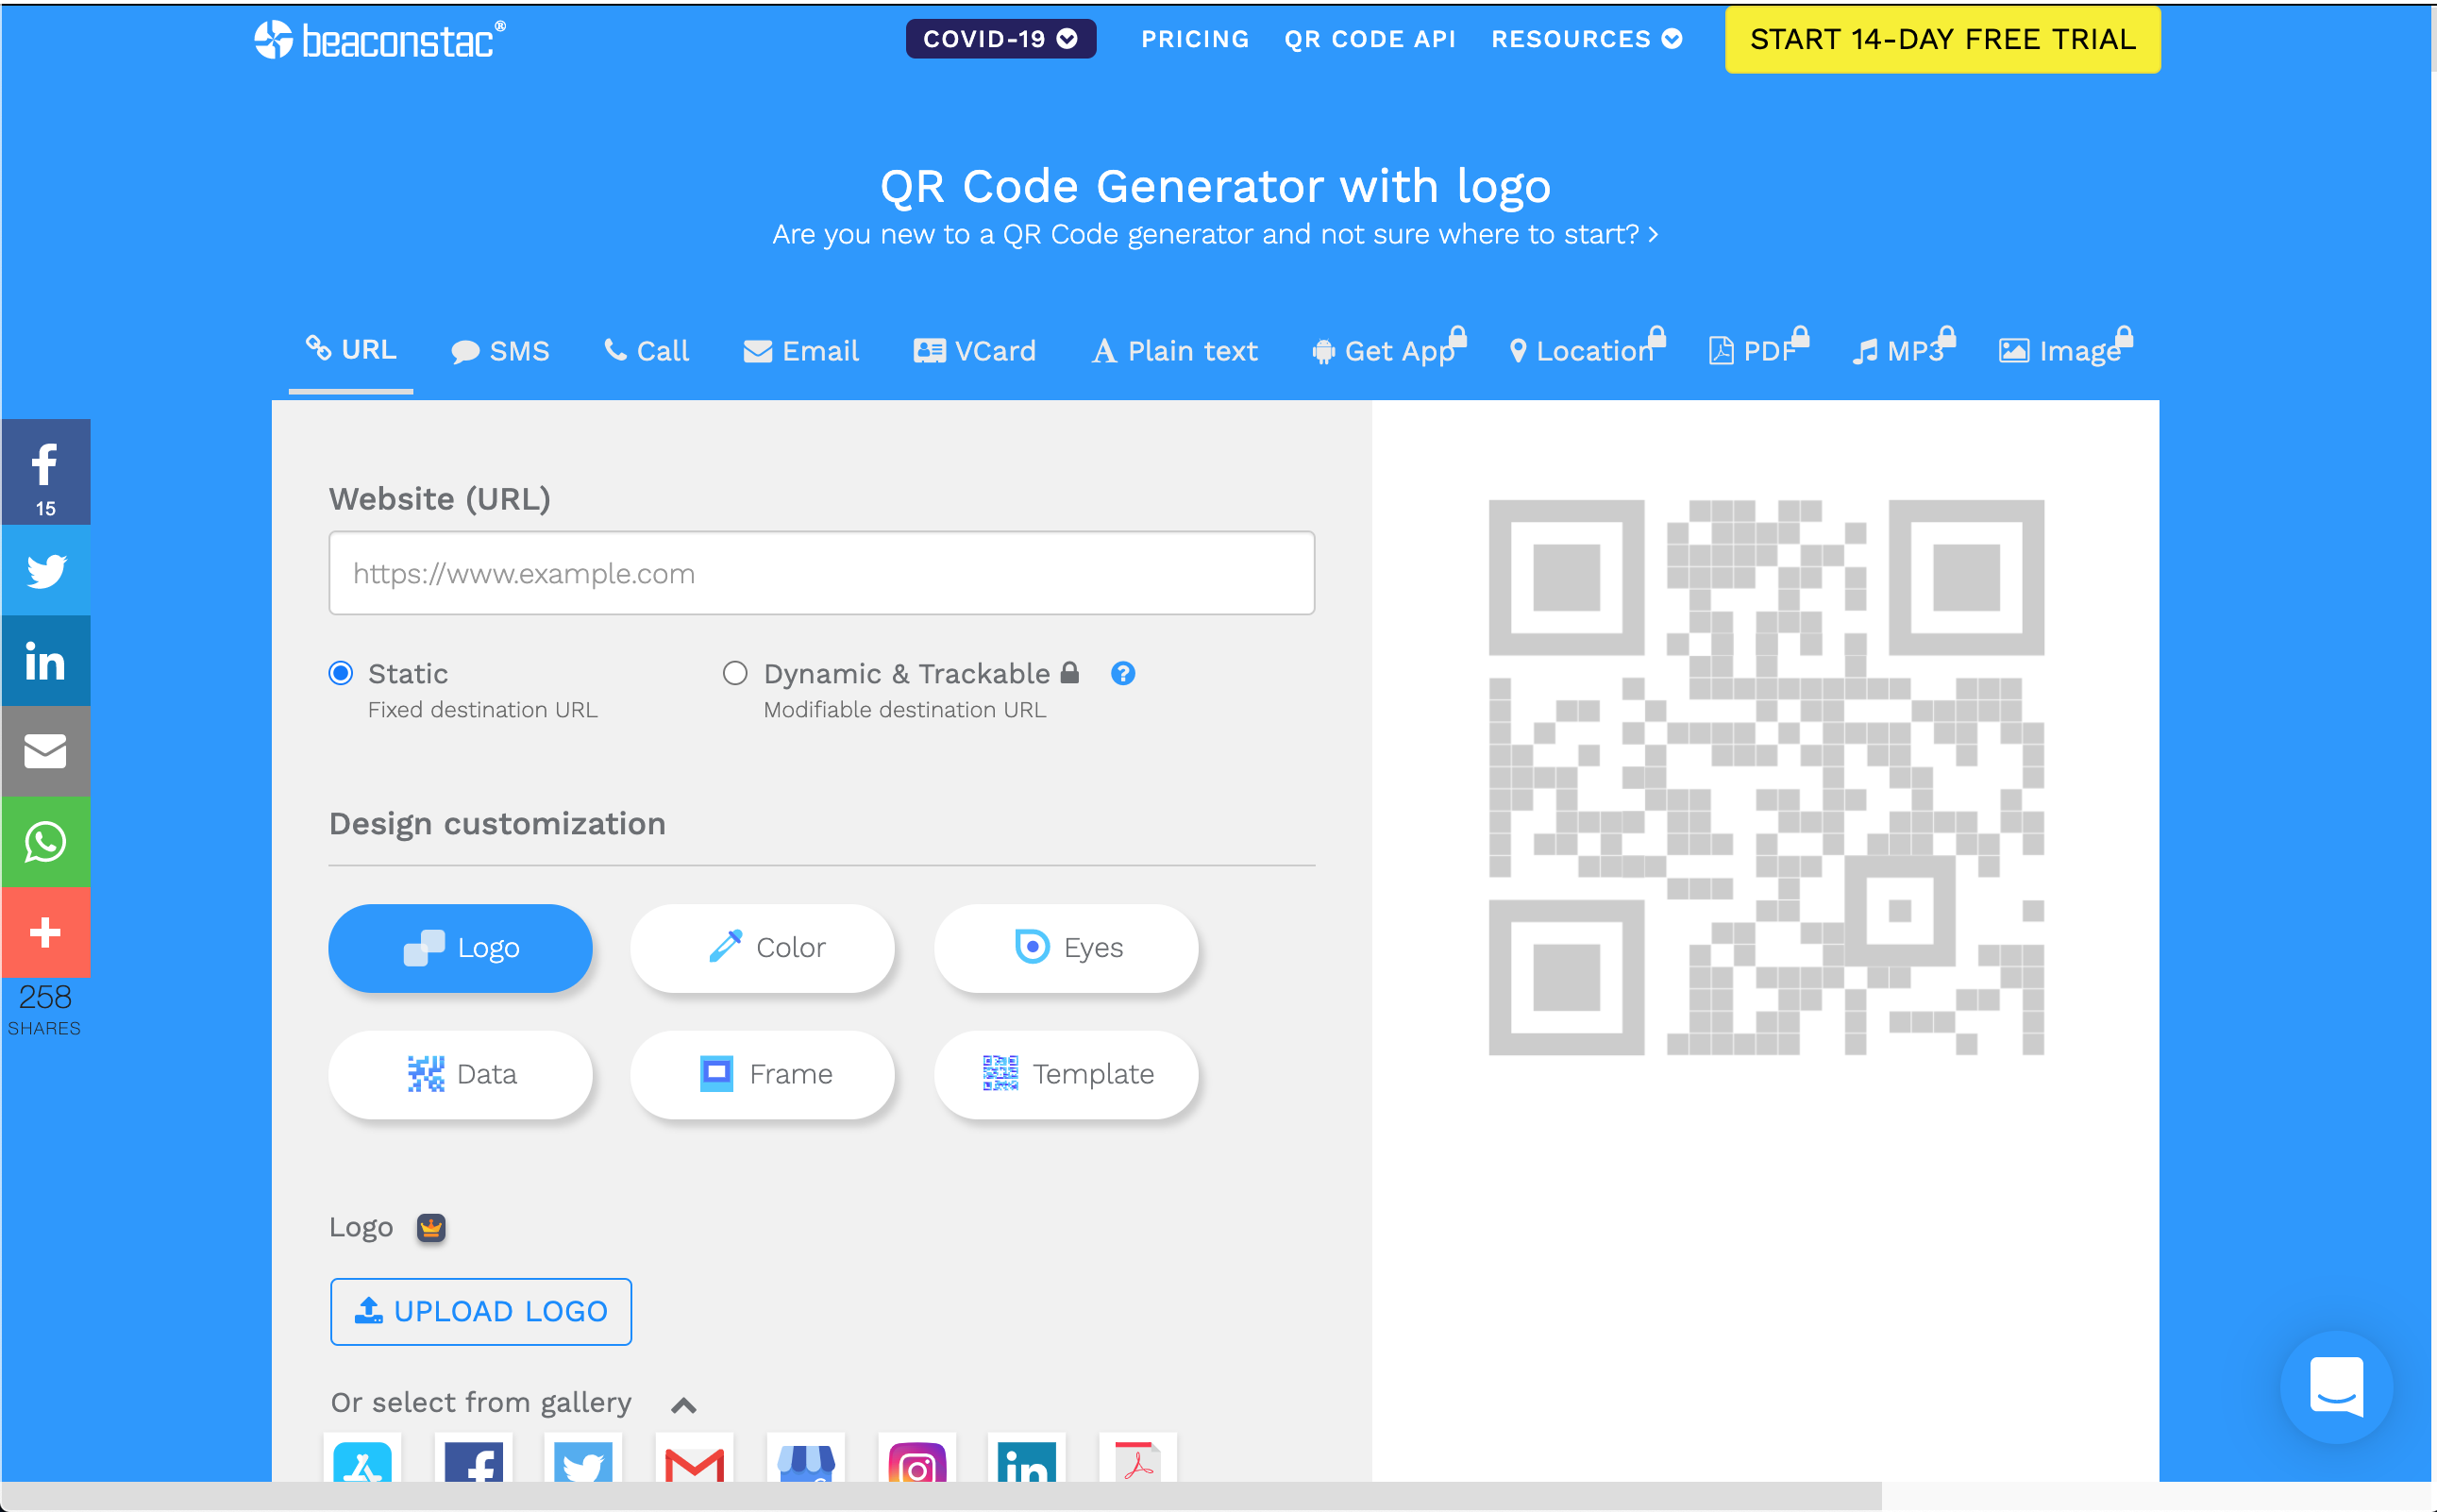 beaconstac®
COVID-19
PRICING
QR CODE API
RESOURCES
START 14-DAY FREE TRIAL
QR Code Generator with logo
Are you new to a QR Code generator and not sure where to start? >
URL
SMS
Call
Email
VCard
Plain text
Get App
Location
PDF
MP3
Image
15
258
SHARES
Website (URL)
https://www.example.com
Static
Fixed destination URL
Dynamic & Trackable
?
Modifiable destination URL
Design customization
Logo
Color
Eyes
Data
Frame
Template
Logo
UPLOAD LOGO
Or select from gallery